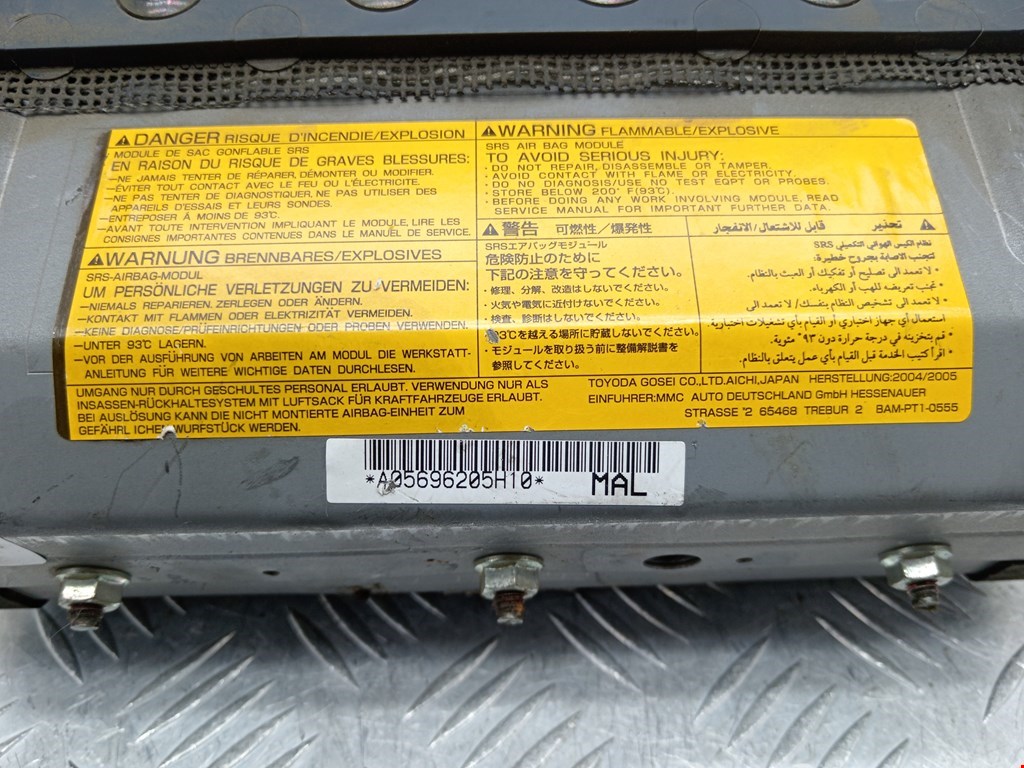 ⚠DANGER RISQUE D'INCENDIE/EXPLOSION
MODULE DE SAC GONFLABLE SRS
EN RAISON DU RISQUE DE GRAVES BLESSURES:
—NE JAMAIS TENTER DE RÉPARER, DÉMONTER OU MODIFIER.
—ÉVITER TOUT CONTACT AVEC LE FEU OU L'ÉLECTRICITÉ.
—NE PAS TENTER DE DIAGNOSTIQUER, NE PAS UTILISER DES
APPAREILS D'ESSAIS ET LEURS SONDES.
—ENTREPOSER À MOINS DE 93℃.
—AVANT TOUTE INTERVENTION IMPLIQUANT LE MODULE, LIRE LES
CONSIGNES IMPORTANTES CONTENUES DANS LE MANUEL DE SERVICE.
⚠WARNING FLAMMABLE/EXPLOSIVE
SRS AIR BAG MODULE
TO AVOID SERIOUS INJURY:
・DO NOT REPAIR, DISASSEMBLE OR TAMPER.
・AVOID CONTACT WITH FLAME OR ELECTRICITY.
・DO NO DIAGNOSIS/USE NO TEST EQPT OR PROBES.
・STORE BELOW 200°F(93℃).
・BEFORE DOING ANY WORK INVOLVING MODULE, READ
SERVICE MANUAL FOR IMPORTANT FURTHER DATA.
⚠WARNUNG BRENNBARES/EXPLOSIVES
SRS-AIRBAG-MODUL
UM PERSÖNLICHE VERLETZUNGEN ZU VERMEIDEN:
—NIEMALS REPARIEREN, ZERLEGEN ODER ÄNDERN.
—KONTAKT MIT FLAMMEN ODER ELEKTRIZITÄT VERMEIDEN.
—KEINE DIAGNOSE/PRÜFEINRICHTUNGEN ODER PROBEN VERWENDEN.
—UNTER 93℃ LAGERN.
—VOR DER AUSFÜHRUNG VON ARBEITEN AM MODUL DIE WERKSTATT-
ANLEITUNG FÜR WEITERE WICHTIGE DATEN DURCHLESEN.
⚠警告 可燃性/爆発性
SRSエアバッグモジュール
危険防止のために
下記の注意を守ってください。
・修理、分解、改造はしないでください。
・火気や電気に近付けないでください。
・検査、診断はしないでください。
・93℃を越える場所に貯蔵しないでください。
・モジュールを取り扱う前に整備解説書を
参照してください。
⚠ تحذير قابل للاشتعال/الانفجار
نظام الكيس الهوائي التكميلي SRS
لتجنب الاصابة بجروح خطيرة:
• لا تعمد الى تصليح أو تفكيك أو العبث بالنظام.
• تجنب تعريضه للهب أو الكهرباء.
• لا تعمد الى تشخيص النظام بنفسك/لا تعمد الى
استعمال أي جهاز اختباري أو القيام بأي تشغيلات اختبارية.
• قم بتخزينه في درجة حرارة دون ٩٣° مئوية.
• اقرأ كتيب الخدمة قبل القيام بأي عمل يتعلق بالنظام.
UMGANG NUR DURCH GESCHULTES PERSONAL ERLAUBT. VERWENDUNG NUR ALS
INSASSEN-RÜCKHALTESYSTEM MIT LUFTSACK FÜR KRAFTFAHRZEUGE ERLAUBT.
BEI AUSLÖSUNG KANN DIE NICHT MONTIERTE AIRBAG-EINHEIT ZUM
GEFÄHRLICHEN WURFSTÜCK WERDEN.
TOYODA GOSEI CO.,LTD.AICHI,JAPAN HERSTELLUNG:2004/2005
EINFUHRER:MMC AUTO DEUTSCHLAND GmbH HESSENAUER
STRASSE "2 65468 TREBUR 2 BAM-PT1-0555
*A05696205H10* MAL